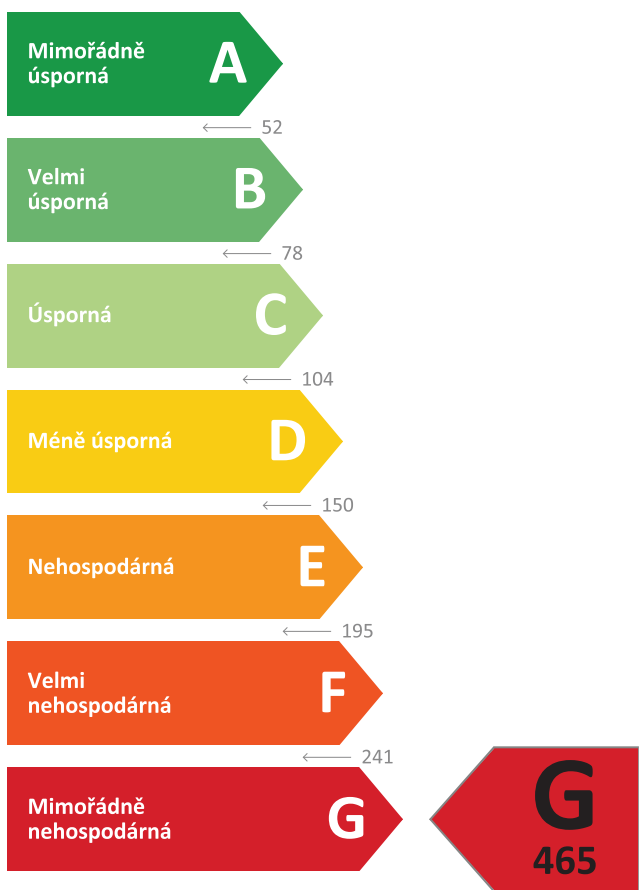 Mimořádně
úsporná
A
52
Velmi
úsporná
B
78
Úsporná
C
104
Méně úsporná
D
150
Nehospodárná
E
195
Velmi
nehospodárná
F
241
Mimořádně
nehospodárná
G
G
465